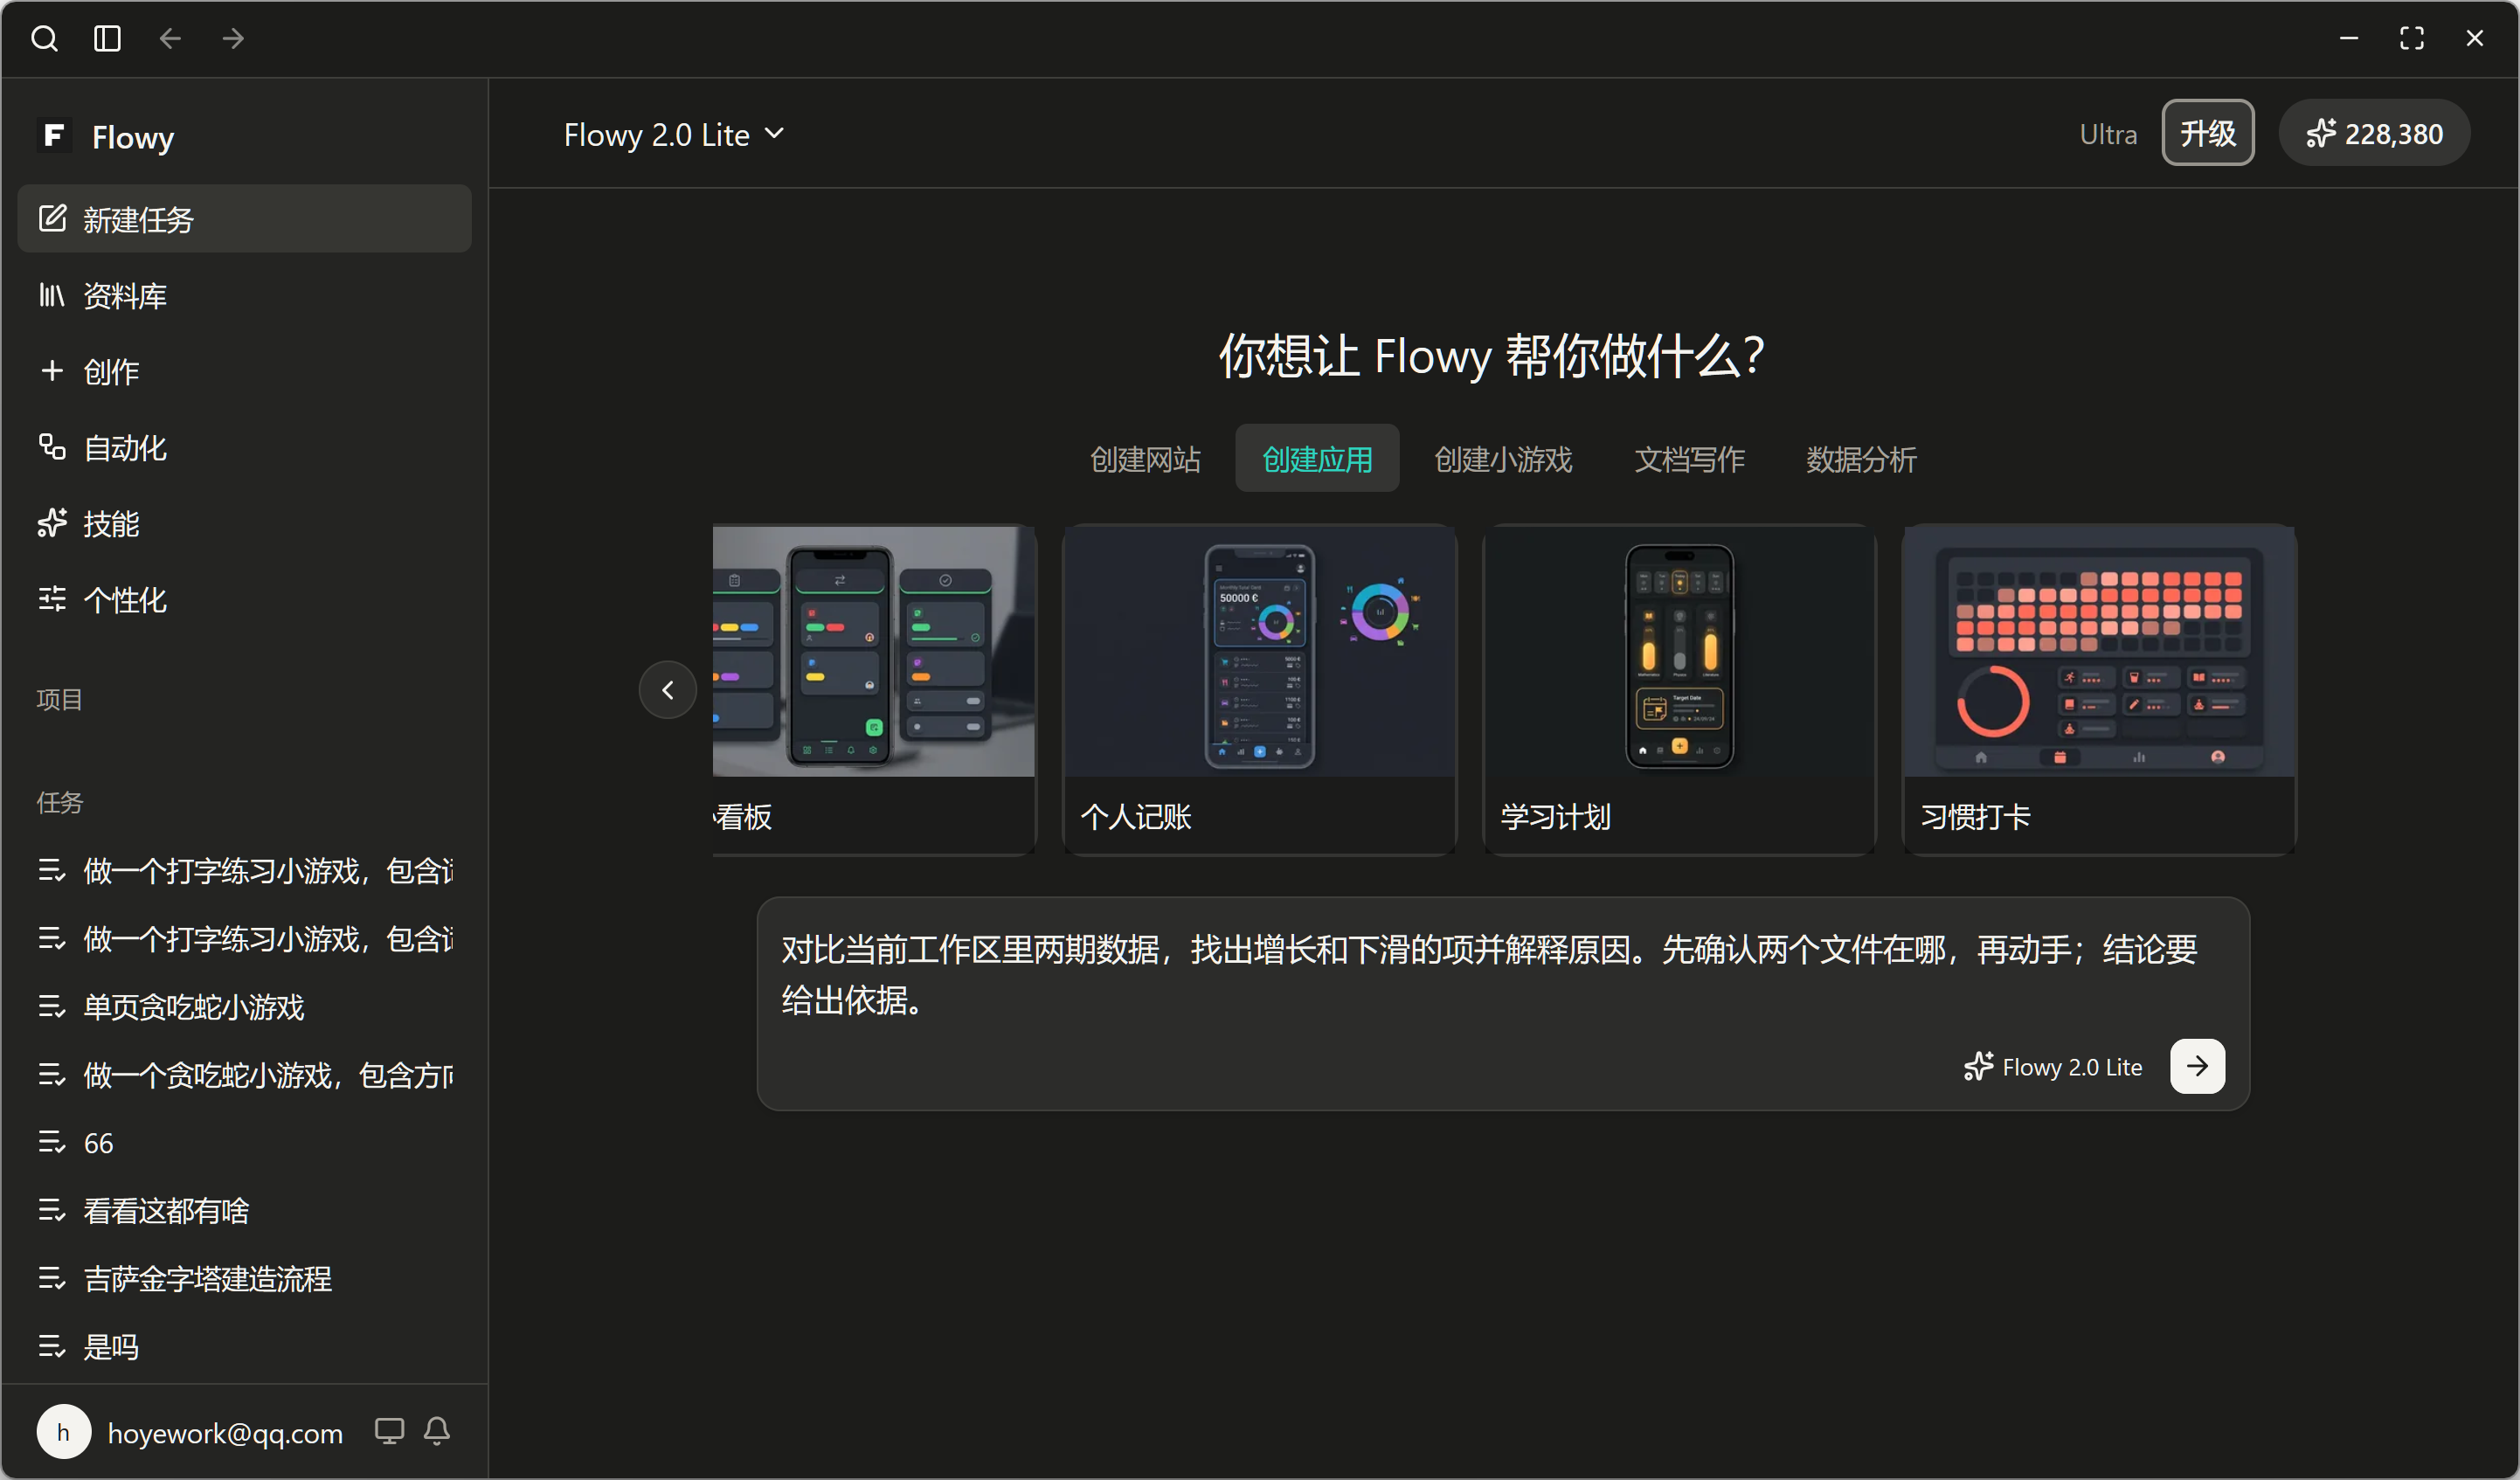 Flowy
新建任务
资料库
创作
自动化
技能
个性化
项目
任务
做一个打字练习小游戏，包含
做一个打字练习小游戏，包含
单页贪吃蛇小游戏
做一个贪吃蛇小游戏，包含方
66
看看这都有啥
吉萨金字塔建造流程
是吗
h hoyework@qq.com
Flowy 2.0 Lite
Ultra 升级 228,380
你想让 Flowy 帮你做什么？
创建网站 创建应用 创建小游戏 文档写作 数据分析
50000 €
Target Date
看板 个人记账 学习计划 习惯打卡
对比当前工作区里两期数据，找出增长和下滑的项并解释原因。先确认两个文件在哪，再动手；结论要
给出依据。
Flowy 2.0 Lite